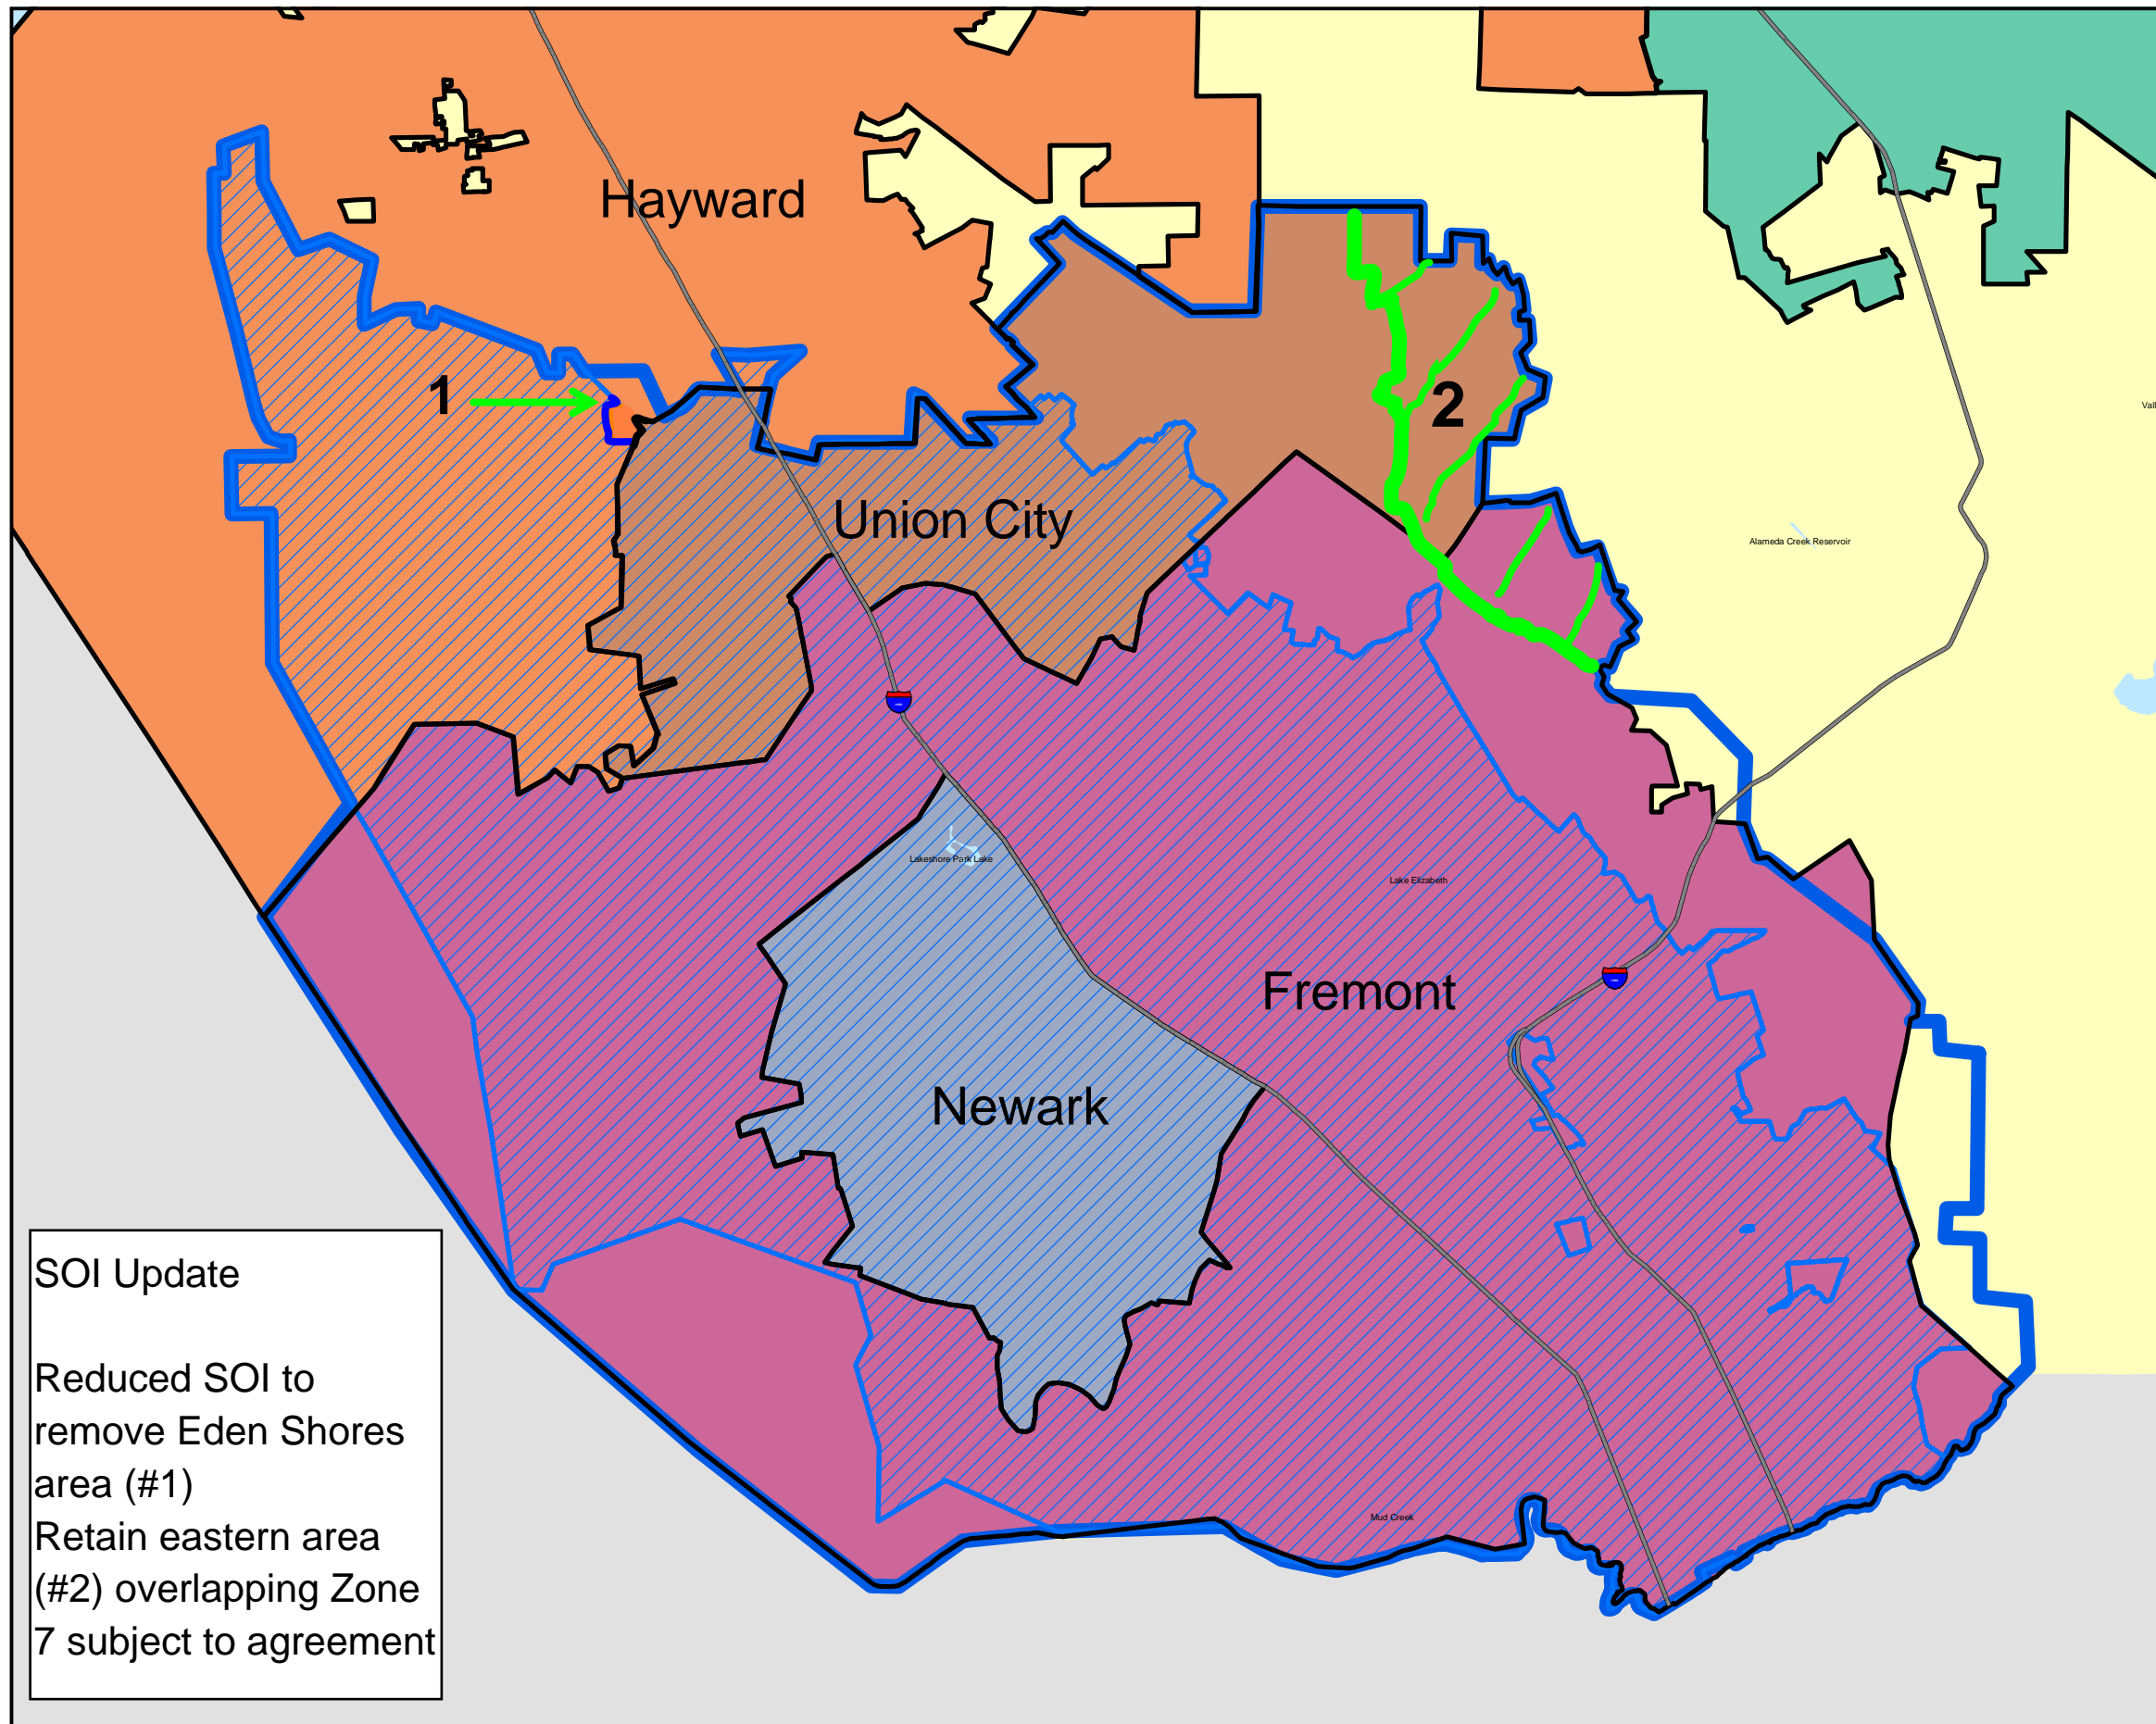 Hayward
1
2
Vall
Union City
Alameda Creek Reservoir
Lakeshore Park Lake
Lake Elizabeth
Fremont
Newark
SOI Update
Reduced SOI to
remove Eden Shores
area (#1)
Retain eastern area
(#2) overlapping Zone
7 subject to agreement
Mud Creek